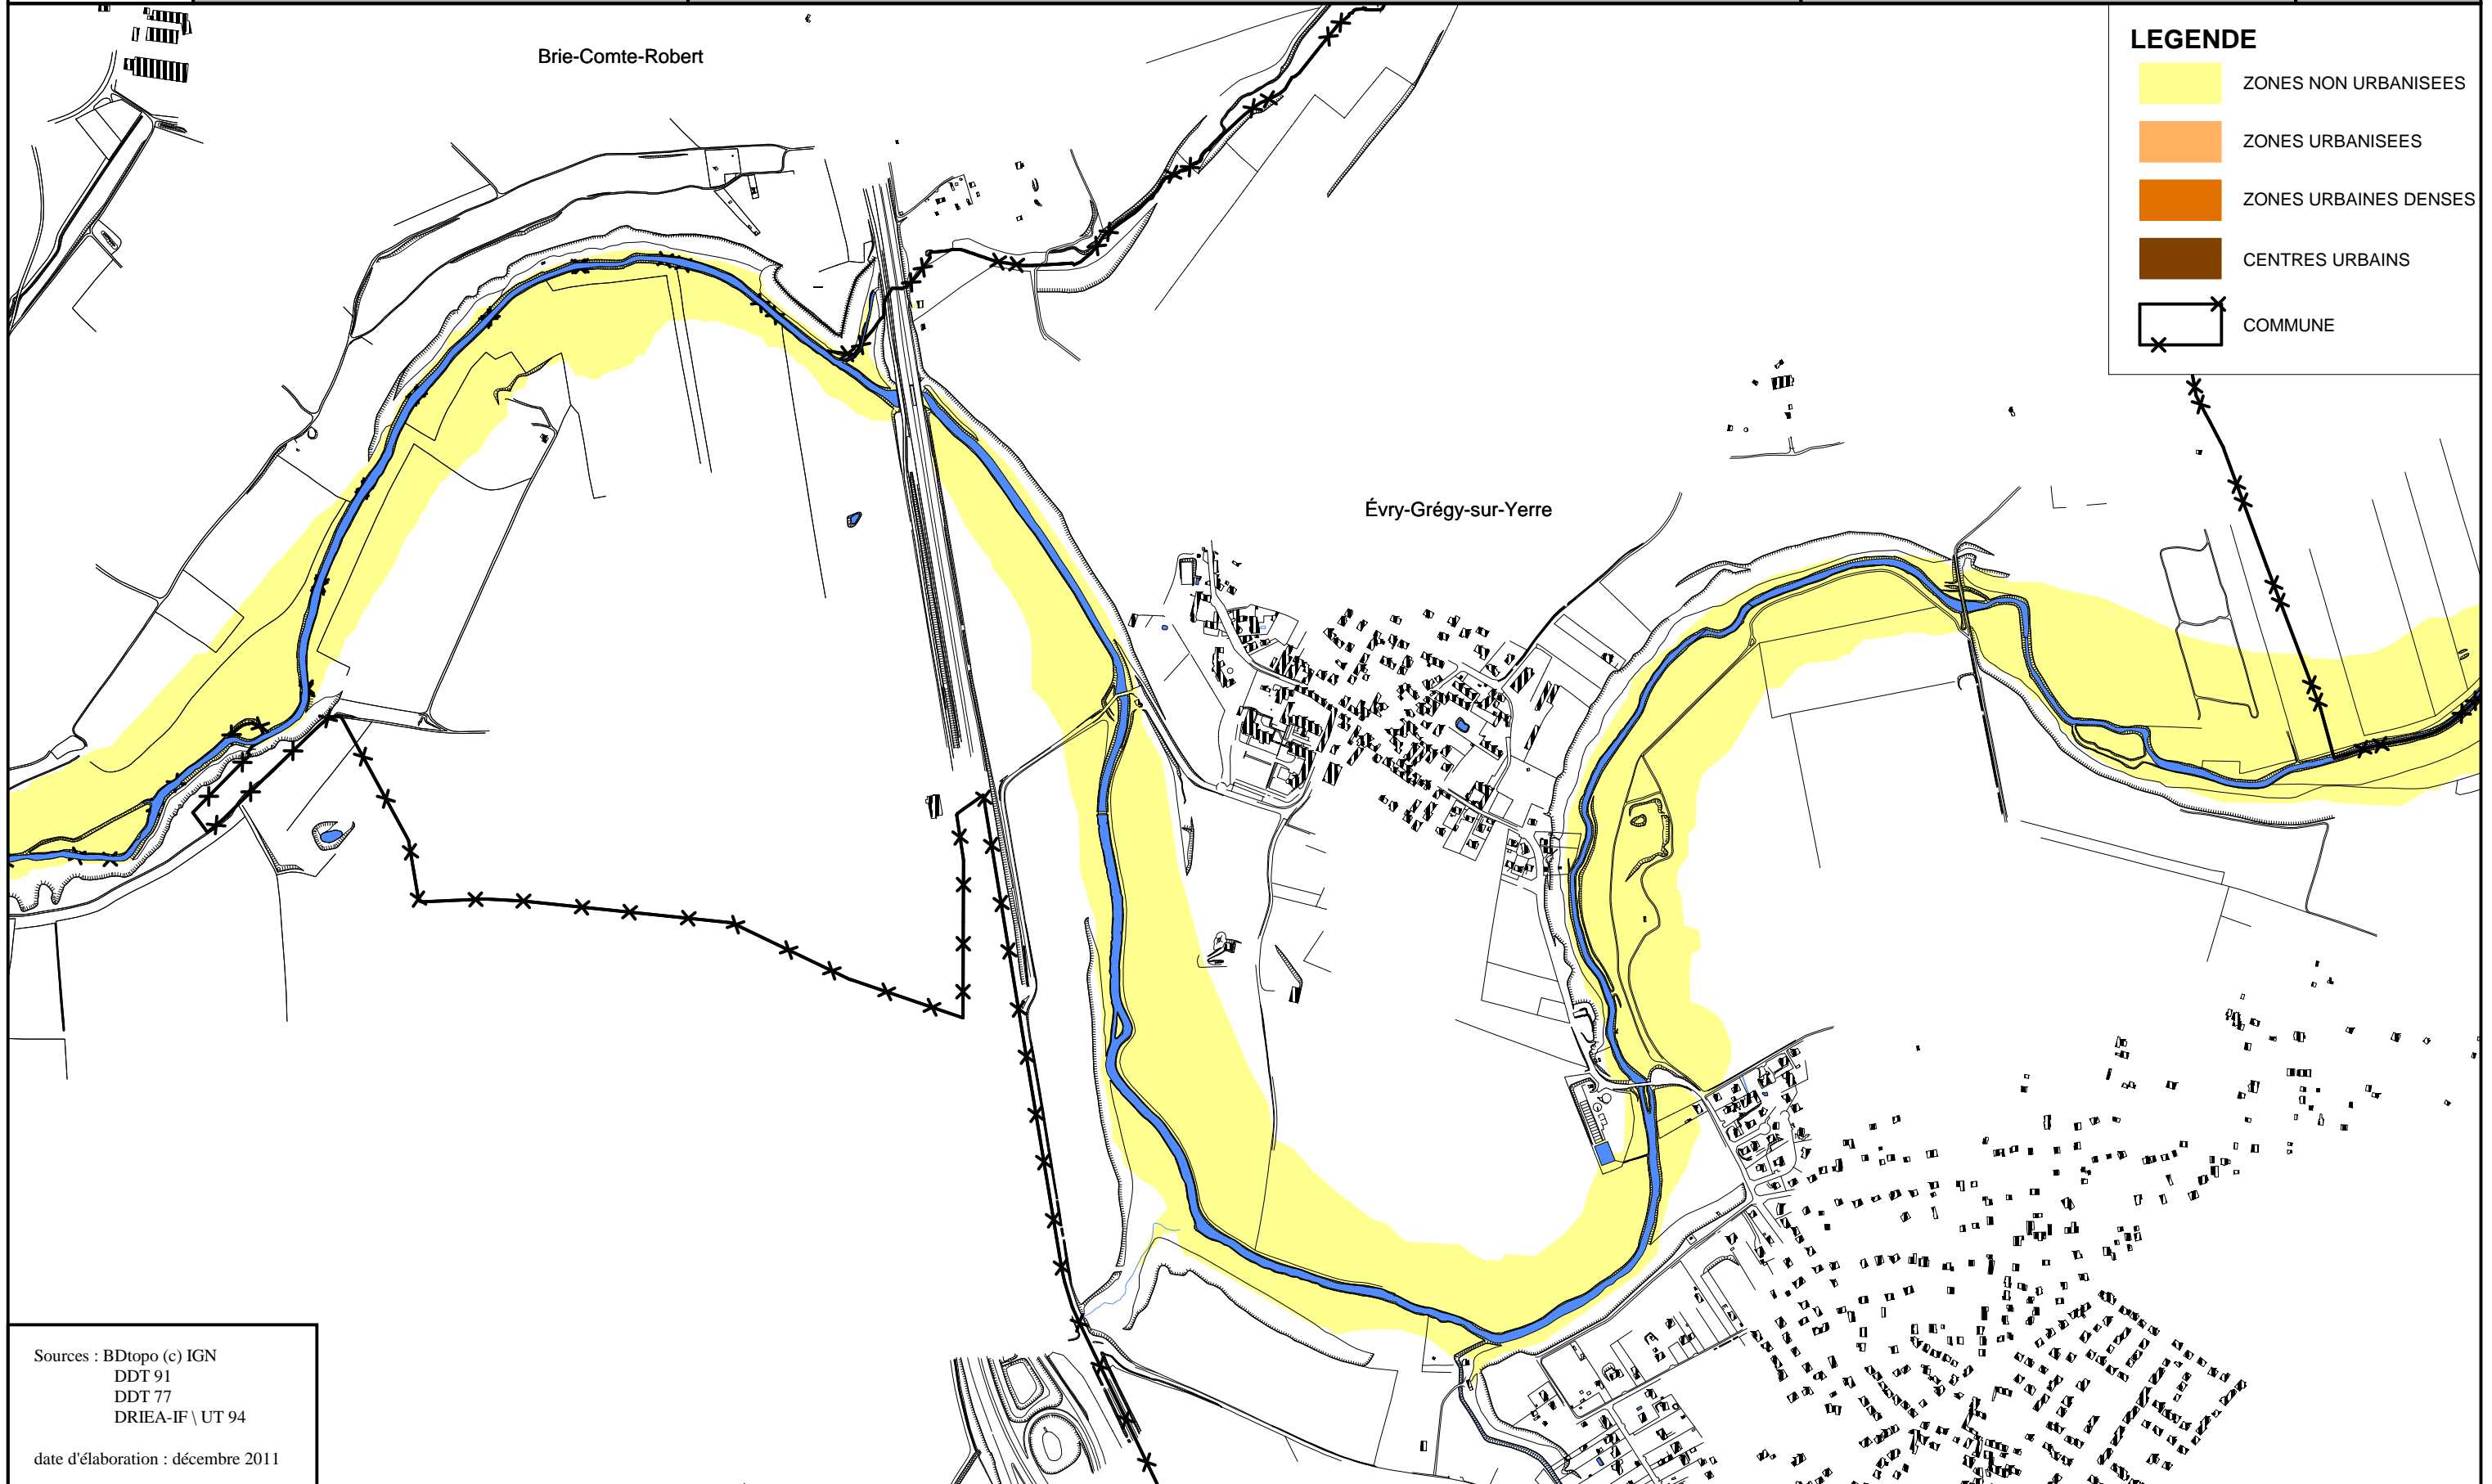 Brie-Comte-Robert
LEGENDE
ZONES NON URBANISEES
ZONES URBANISEES
ZONES URBAINES DENSES
CENTRES URBAINS
COMMUNE
Évry-Grégy-sur-Yerre
Sources : BDtopo (c) IGN
DDT 91
DDT 77
DRIEA-IF \ UT 94
date d'élaboration : décembre 2011